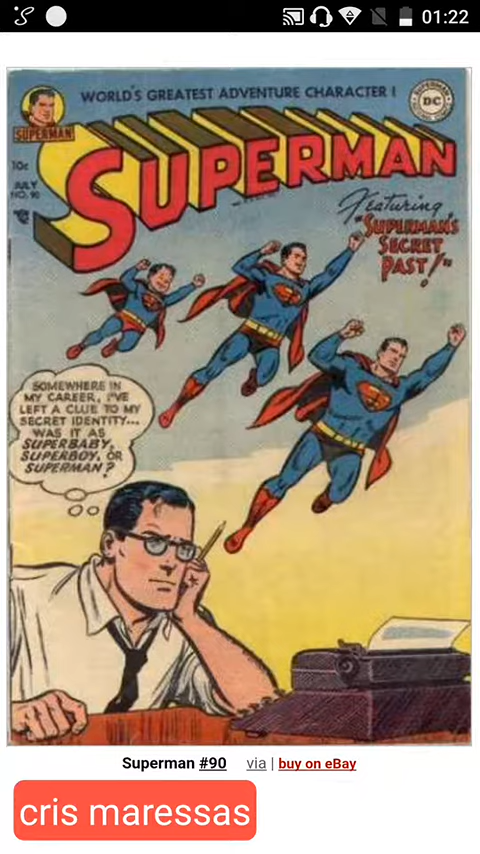 01:22
WORLD'S GREATEST ADVENTURE CHARACTER!
SUPERMAN
DC
SUPERMAN
10c
JULY
NO. 90
SUPERMAN
Featuring
"SUPERMAN'S
SECRET
PAST!"
SOMEWHERE IN
MY CAREER, I'VE
LEFT A CLUE TO MY
SECRET IDENTITY...
WAS IT AS
SUPERBABY,
SUPERBOY, OR
SUPERMAN?
Superman #90 via | buy on eBay
cris maressas